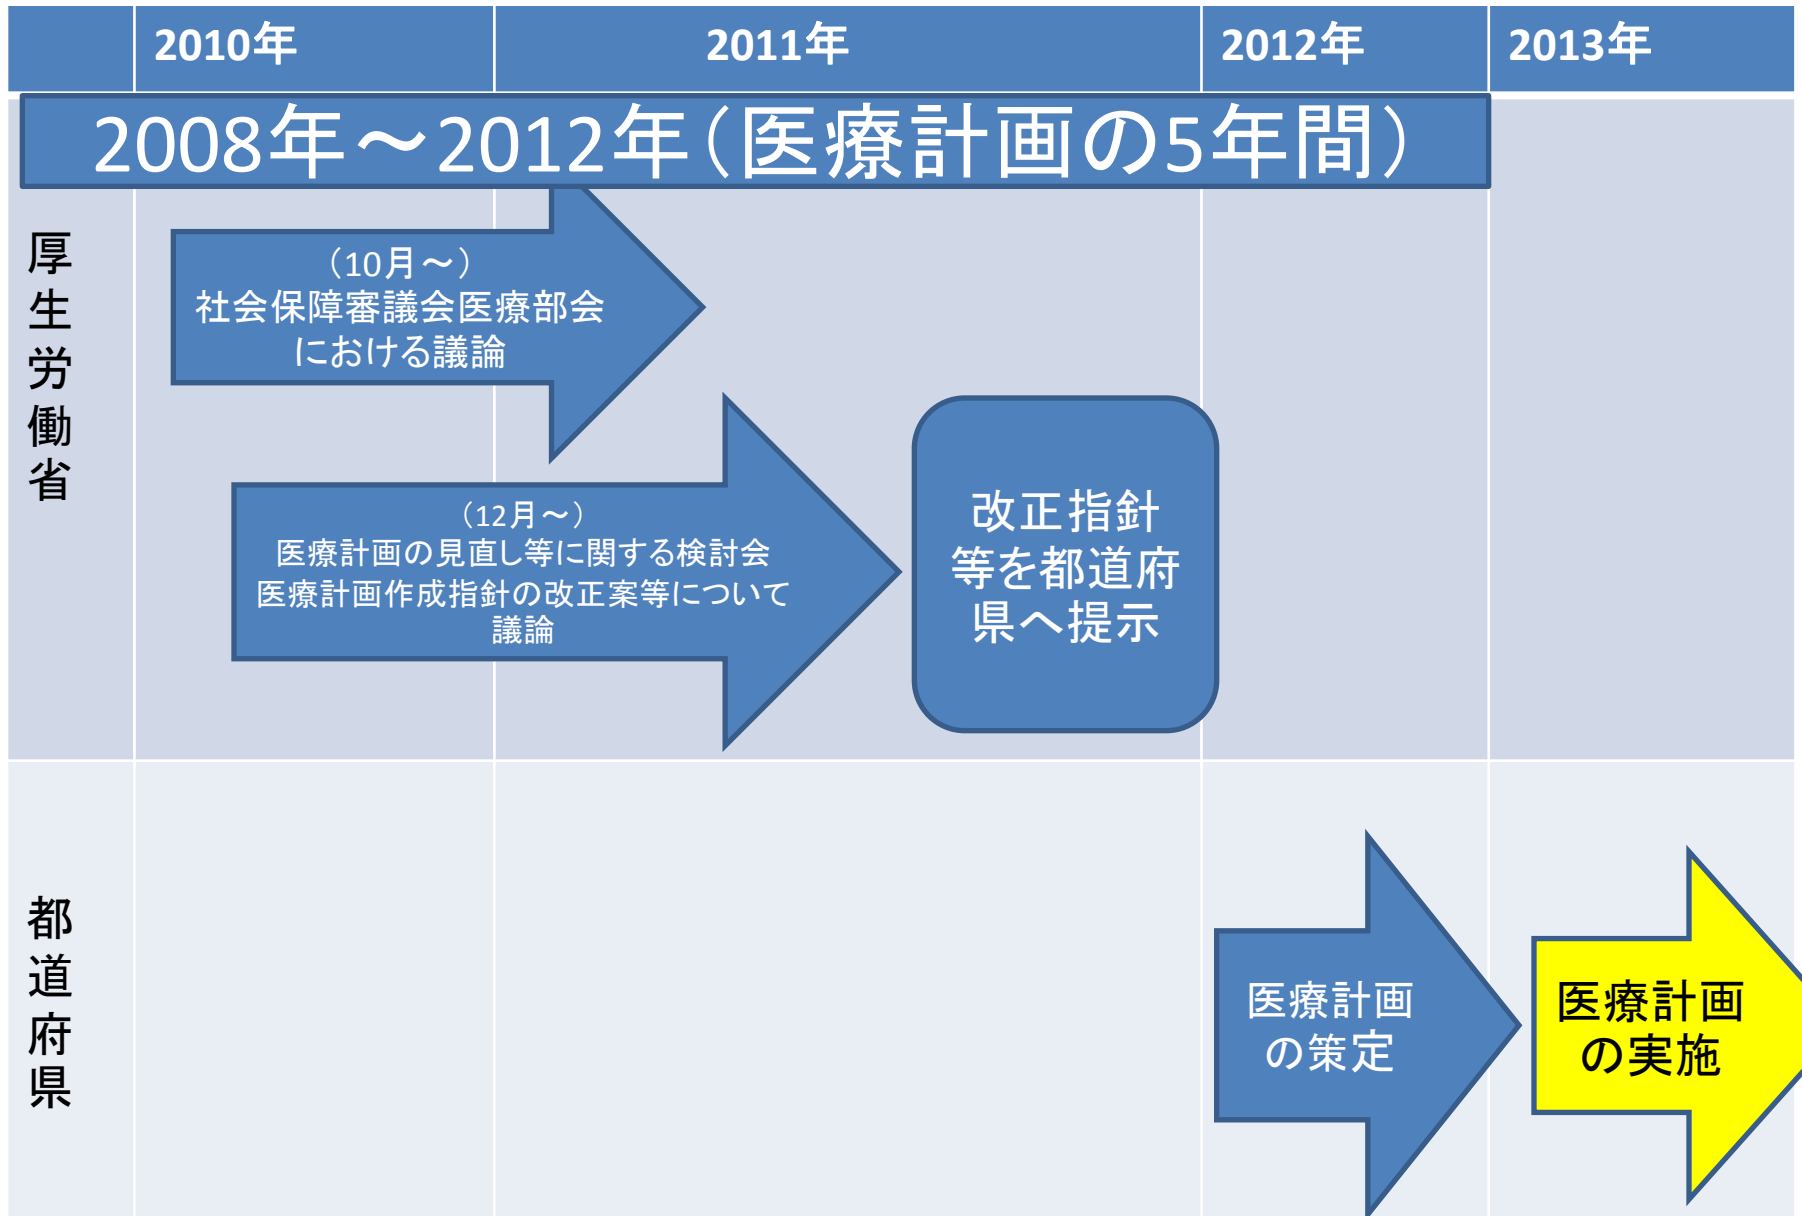 2010年
2011年
2012年
2013年
2008年～2012年（医療計画の5年間）
厚生労働省
（10月～）
社会保障審議会医療部会
における議論
（12月～）
医療計画の見直し等に関する検討会
医療計画作成指針の改正案等について
議論
改正指針
等を都道府
県へ提示
都道府県
医療計画
の策定
医療計画
の実施